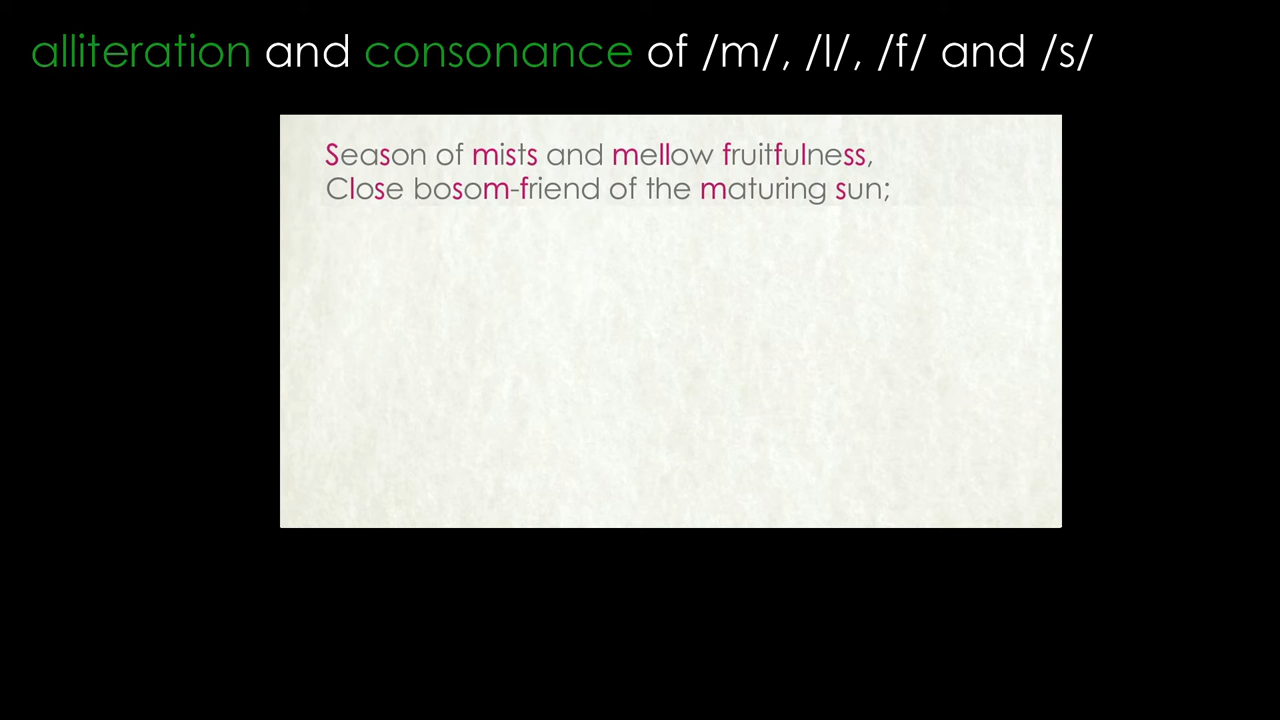 alliteration and consonance of /m/, /l/, /f/ and /s/
Season of mists and mellow fruitfulness,
Close bosom-friend of the maturing sun;